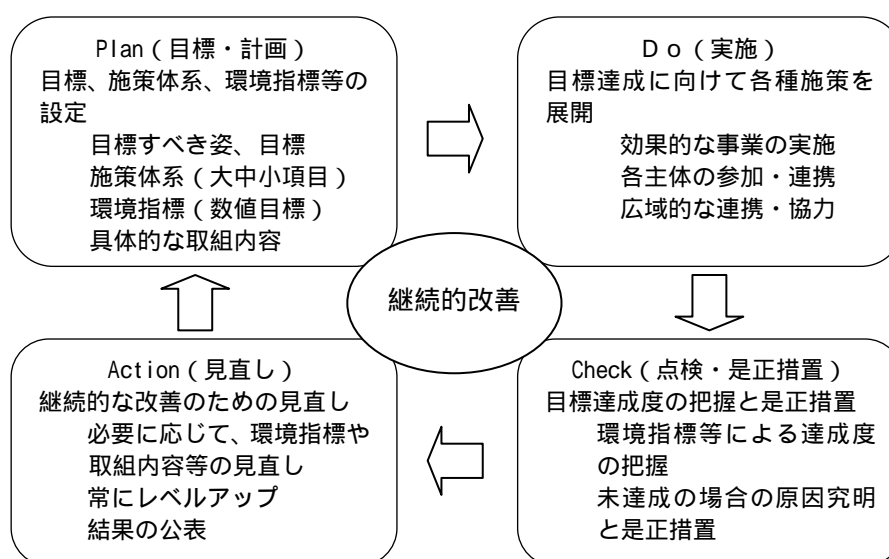 Plan(目標・計画)
目標、施策体系、環境指標等の
設定
目標すべき姿、目標
施策体系(大中小項目)
環境指標(数値目標)
具体的な取組内容
Do(実施)
目標達成に向けて各種施策を
展開
効果的な事業の実施
各主体の参加・連携
広域的な連携・協力
継続的改善
Action(見直し)
継続的な改善のための見直し
必要に応じて、環境指標や
取組内容等の見直し
常にレベルアップ
結果の公表
Check(点検・是正措置)
目標達成度の把握と是正措置
環境指標等による達成度
の把握
未達成の場合の原因究明
と是正措置